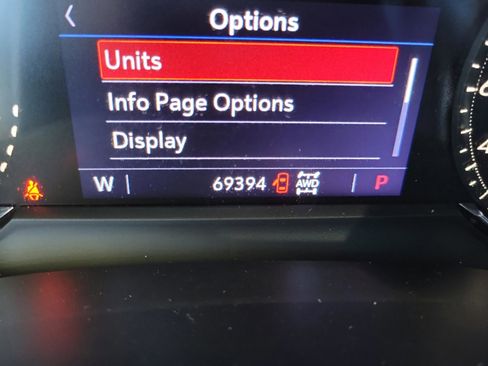 Options
Units
Info Page Options
Display
W 69394 AWD P